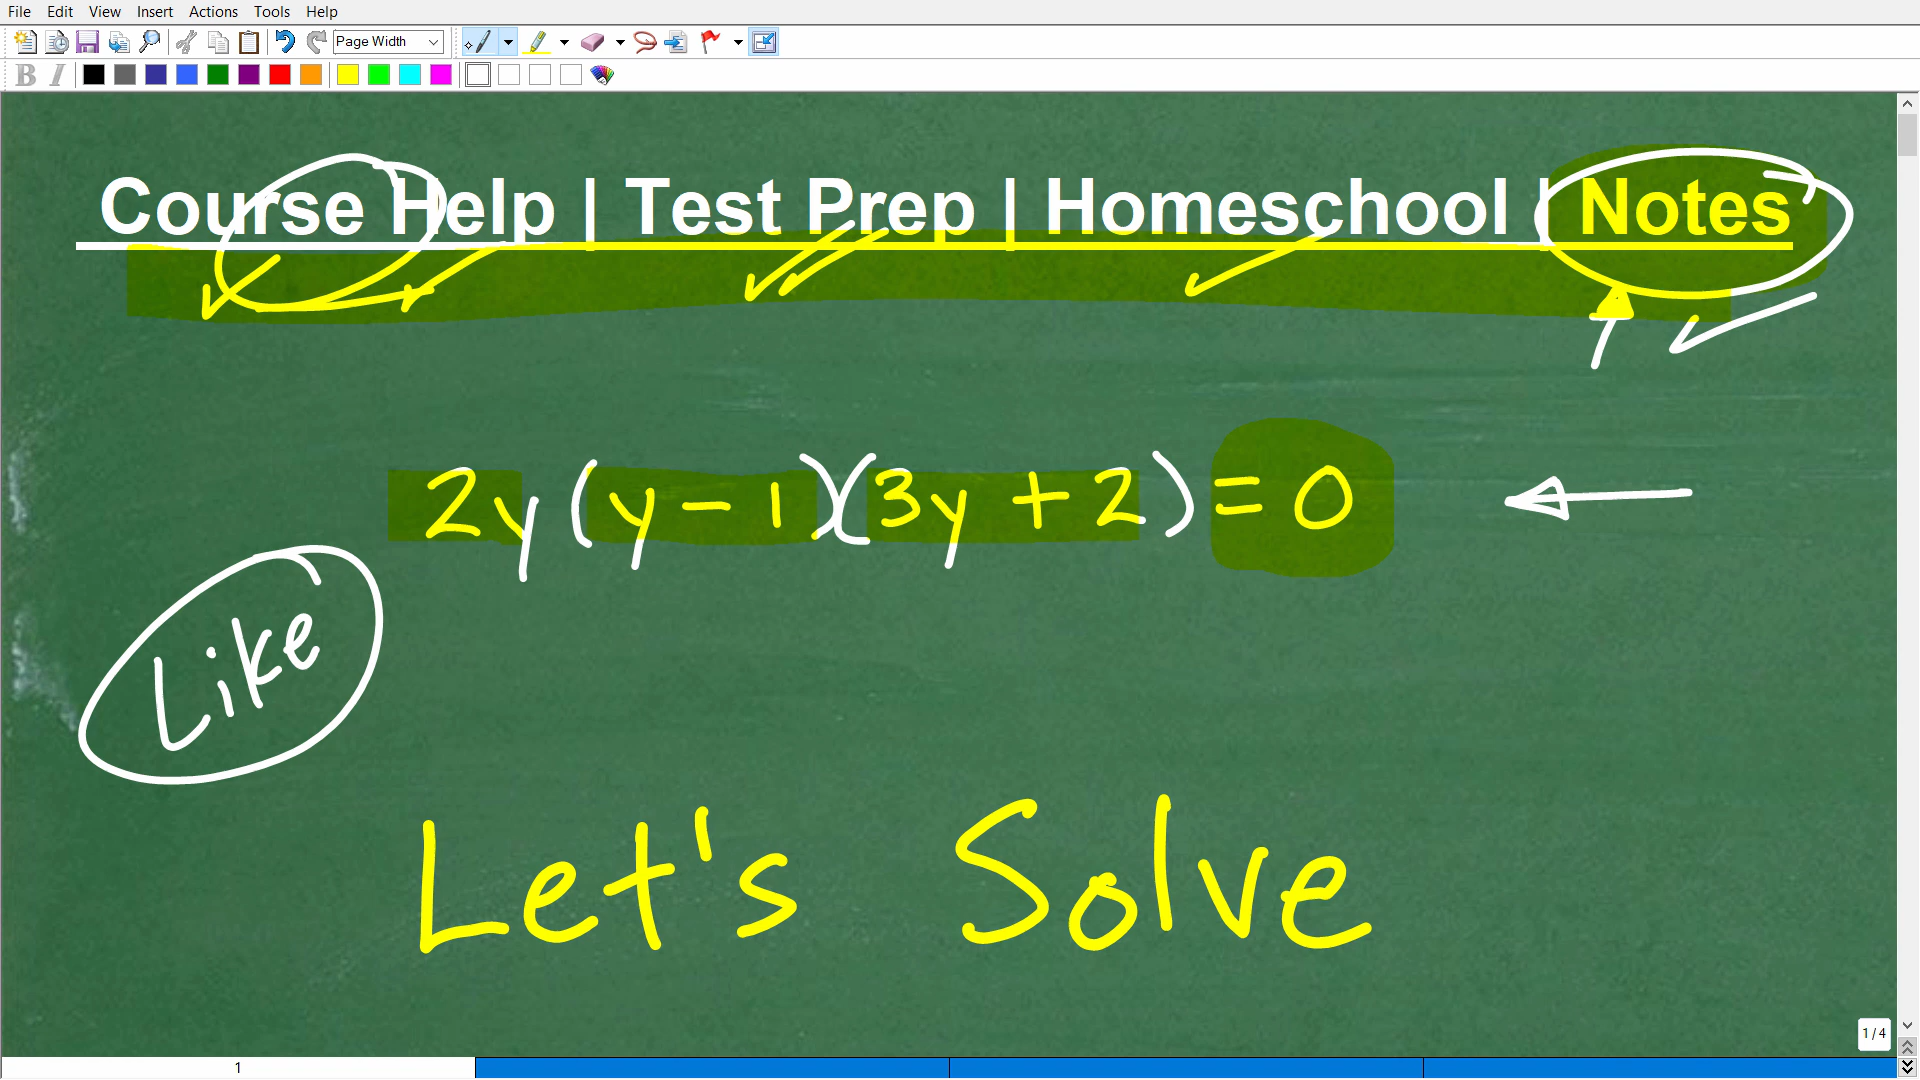 File Edit View Insert Actions Tools Help
Page Width
B I
Course Help | Test Prep | Homeschool | Notes
2y(y-1)(3y+2)=0
Like
Let's Solve
1/4
1